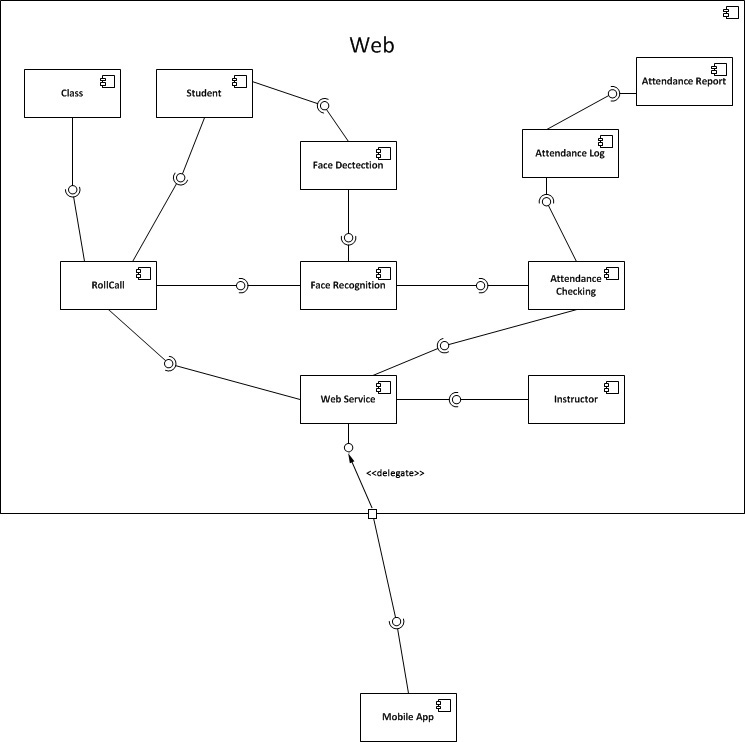 Web
Class
Student
Attendance Report
Face Dectection
Attendance Log
RollCall
Face Recognition
Attendance
Checking
Web Service
Instructor
<<delegate>>
Mobile App